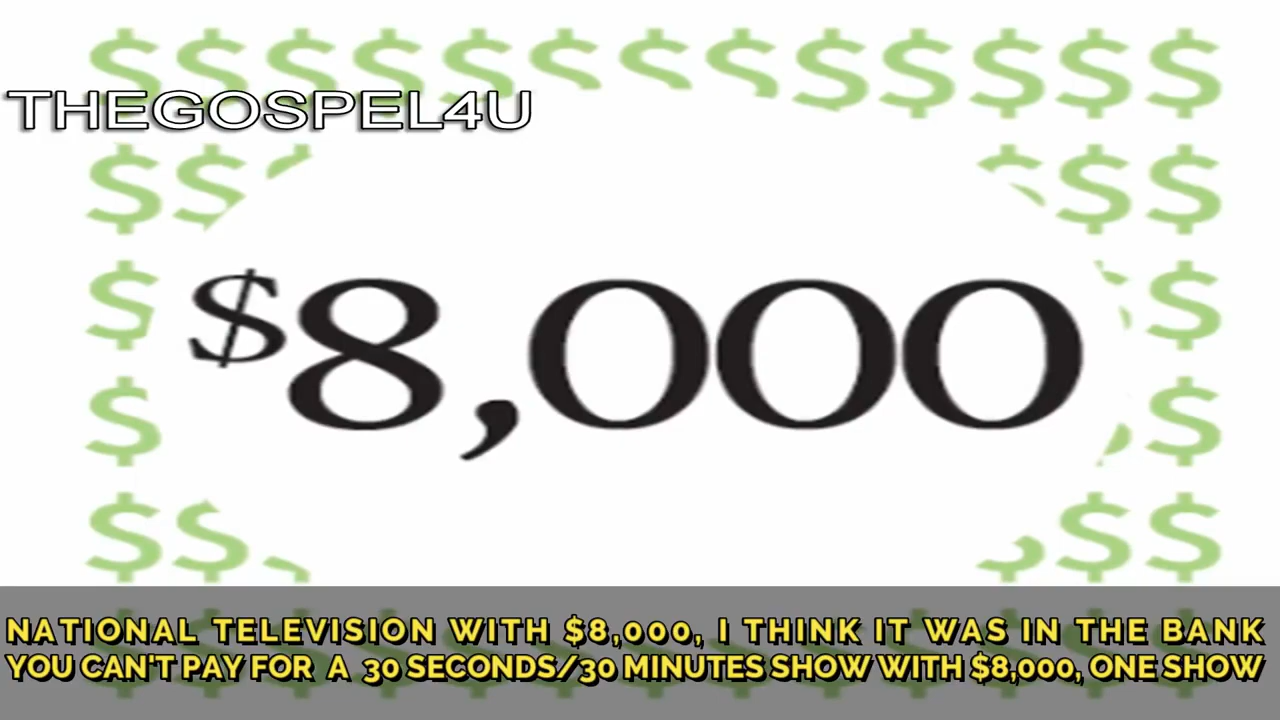 THEGOSPEL4U
$8,000
NATIONAL TELEVISION WITH $8,000, I THINK IT WAS IN THE BANK
YOU CAN'T PAY FOR A 30 SECONDS/30 MINUTES SHOW WITH $8,000, ONE SHOW